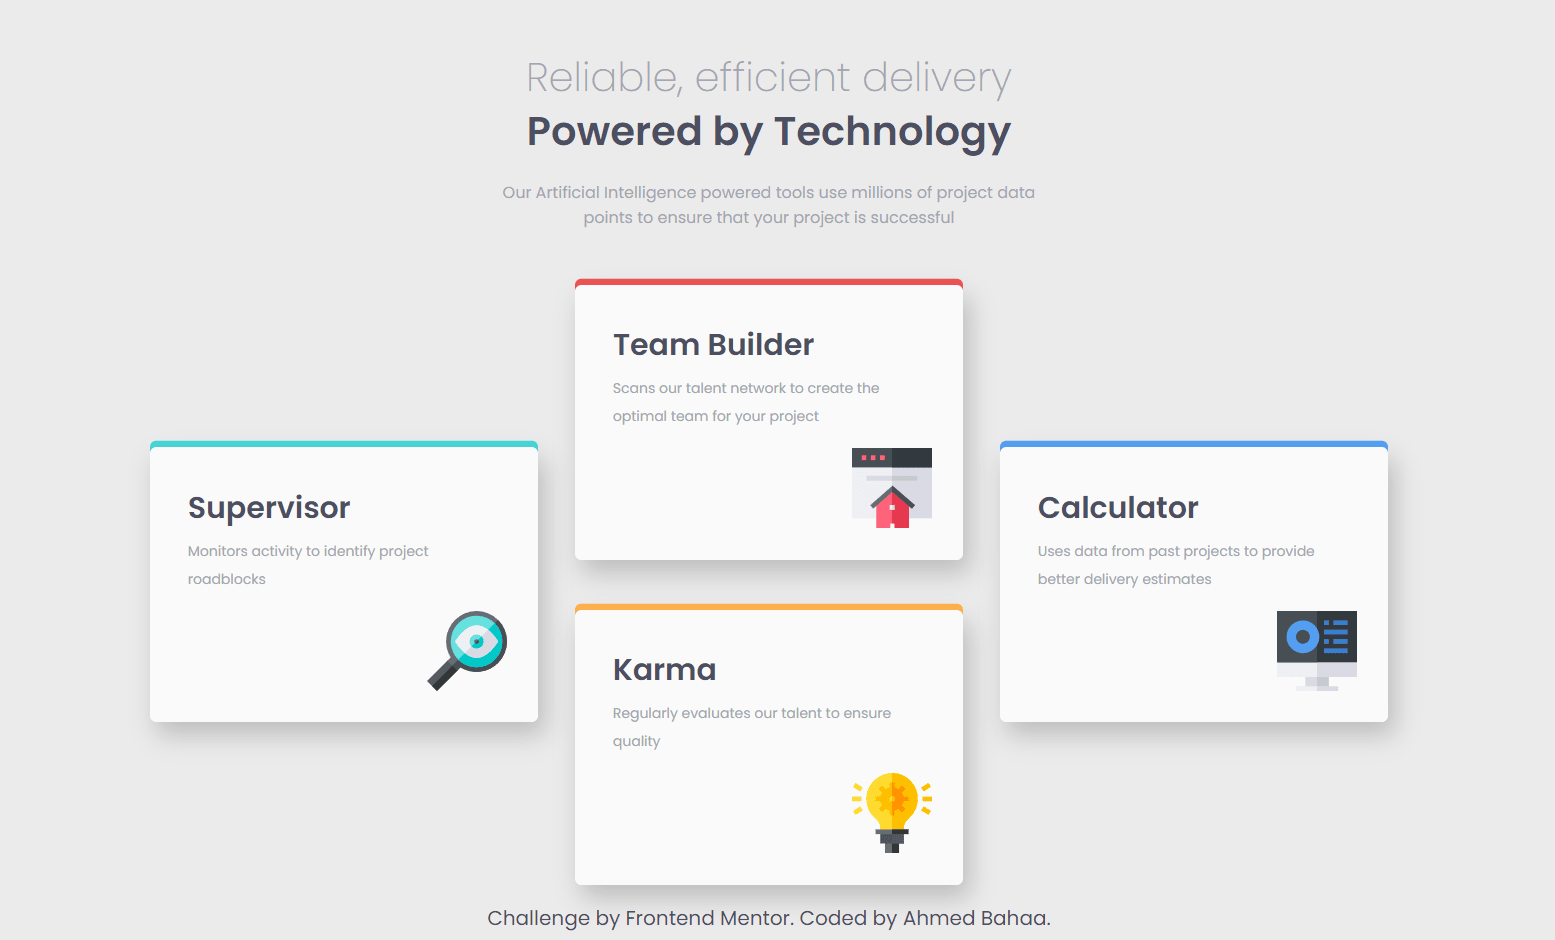 Reliable, efficient delivery
Powered by Technology
Our Artificial Intelligence powered tools use millions of project data
points to ensure that your project is successful
Team Builder
Scans our talent network to create the
optimal team for your project
Supervisor
Monitors activity to identify project
roadblocks
Calculator
Uses data from past projects to provide
better delivery estimates
Karma
Regularly evaluates our talent to ensure
quality
Challenge by Frontend Mentor. Coded by Ahmed Bahaa.